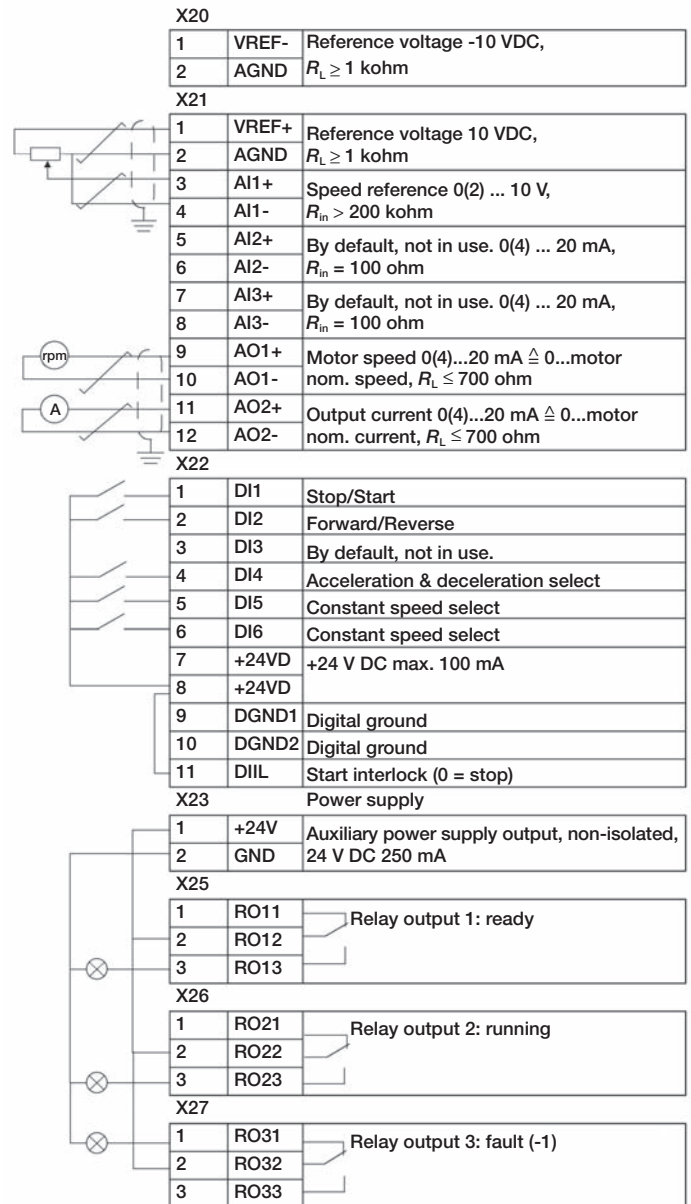 X20
1 VREF- Reference voltage -10 VDC,
2 AGND R_L ≥ 1 kohm
X21
1 VREF+ Reference voltage 10 VDC,
2 AGND R_L ≥ 1 kohm
3 AI1+ Speed reference 0(2) ... 10 V,
4 AI1- R_in > 200 kohm
5 AI2+ By default, not in use. 0(4) ... 20 mA,
6 AI2- R_in = 100 ohm
7 AI3+ By default, not in use. 0(4) ... 20 mA,
8 AI3- R_in = 100 ohm
rpm 9 AO1+ Motor speed 0(4)...20 mA ≙ 0...motor
10 AO1- nom. speed, R_L ≤ 700 ohm
A 11 AO2+ Output current 0(4)...20 mA ≙ 0...motor
12 AO2- nom. current, R_L ≤ 700 ohm
X22
1 DI1 Stop/Start
2 DI2 Forward/Reverse
3 DI3 By default, not in use.
4 DI4 Acceleration & deceleration select
5 DI5 Constant speed select
6 DI6 Constant speed select
7 +24VD +24 V DC max. 100 mA
8 +24VD
9 DGND1 Digital ground
10 DGND2 Digital ground
11 DIIL Start interlock (0 = stop)
X23 Power supply
1 +24V Auxiliary power supply output, non-isolated,
2 GND 24 V DC 250 mA
X25
1 RO11 Relay output 1: ready
2 RO12
3 RO13
X26
1 RO21 Relay output 2: running
2 RO22
3 RO23
X27
1 RO31 Relay output 3: fault (-1)
2 RO32
3 RO33